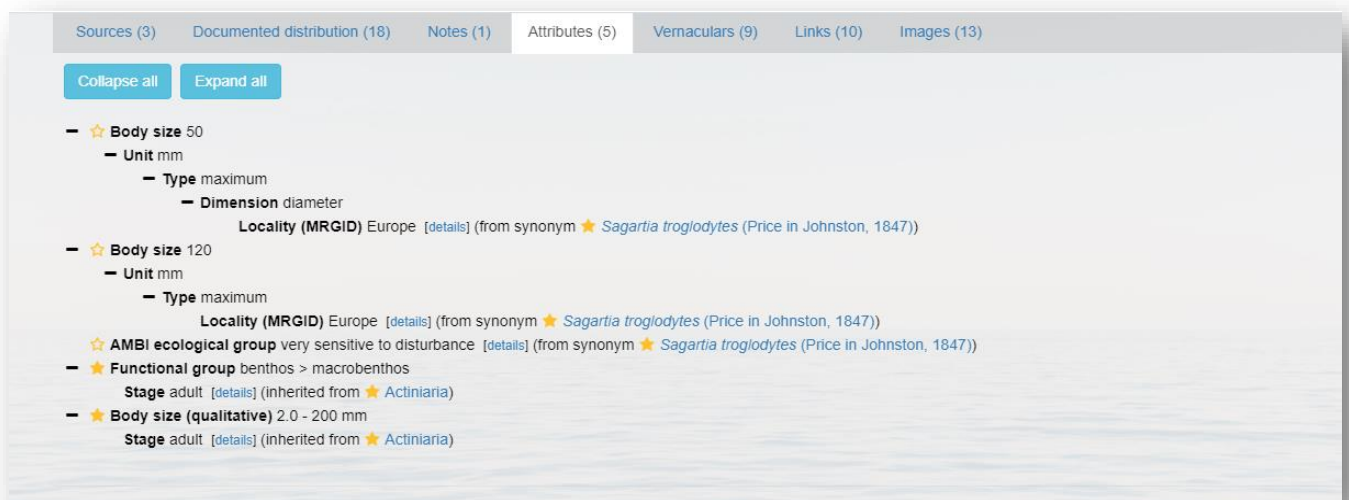 Sources (3) Documented distribution (18) Notes (1) Attributes (5) Vernaculars (9) Links (10) Images (13)
Collapse all Expand all
Body size 50
Unit mm
Type maximum
Dimension diameter
Locality (MRGID) Europe [details] (from synonym Sagartia troglodytes (Price in Johnston, 1847))
Body size 120
Unit mm
Type maximum
Locality (MRGID) Europe [details] (from synonym Sagartia troglodytes (Price in Johnston, 1847))
AMBI ecological group very sensitive to disturbance [details] (from synonym Sagartia troglodytes (Price in Johnston, 1847))
Functional group benthos > macrobenthos
Stage adult [details] (inherited from Actiniaria)
Body size (qualitative) 2.0 - 200 mm
Stage adult [details] (inherited from Actiniaria)